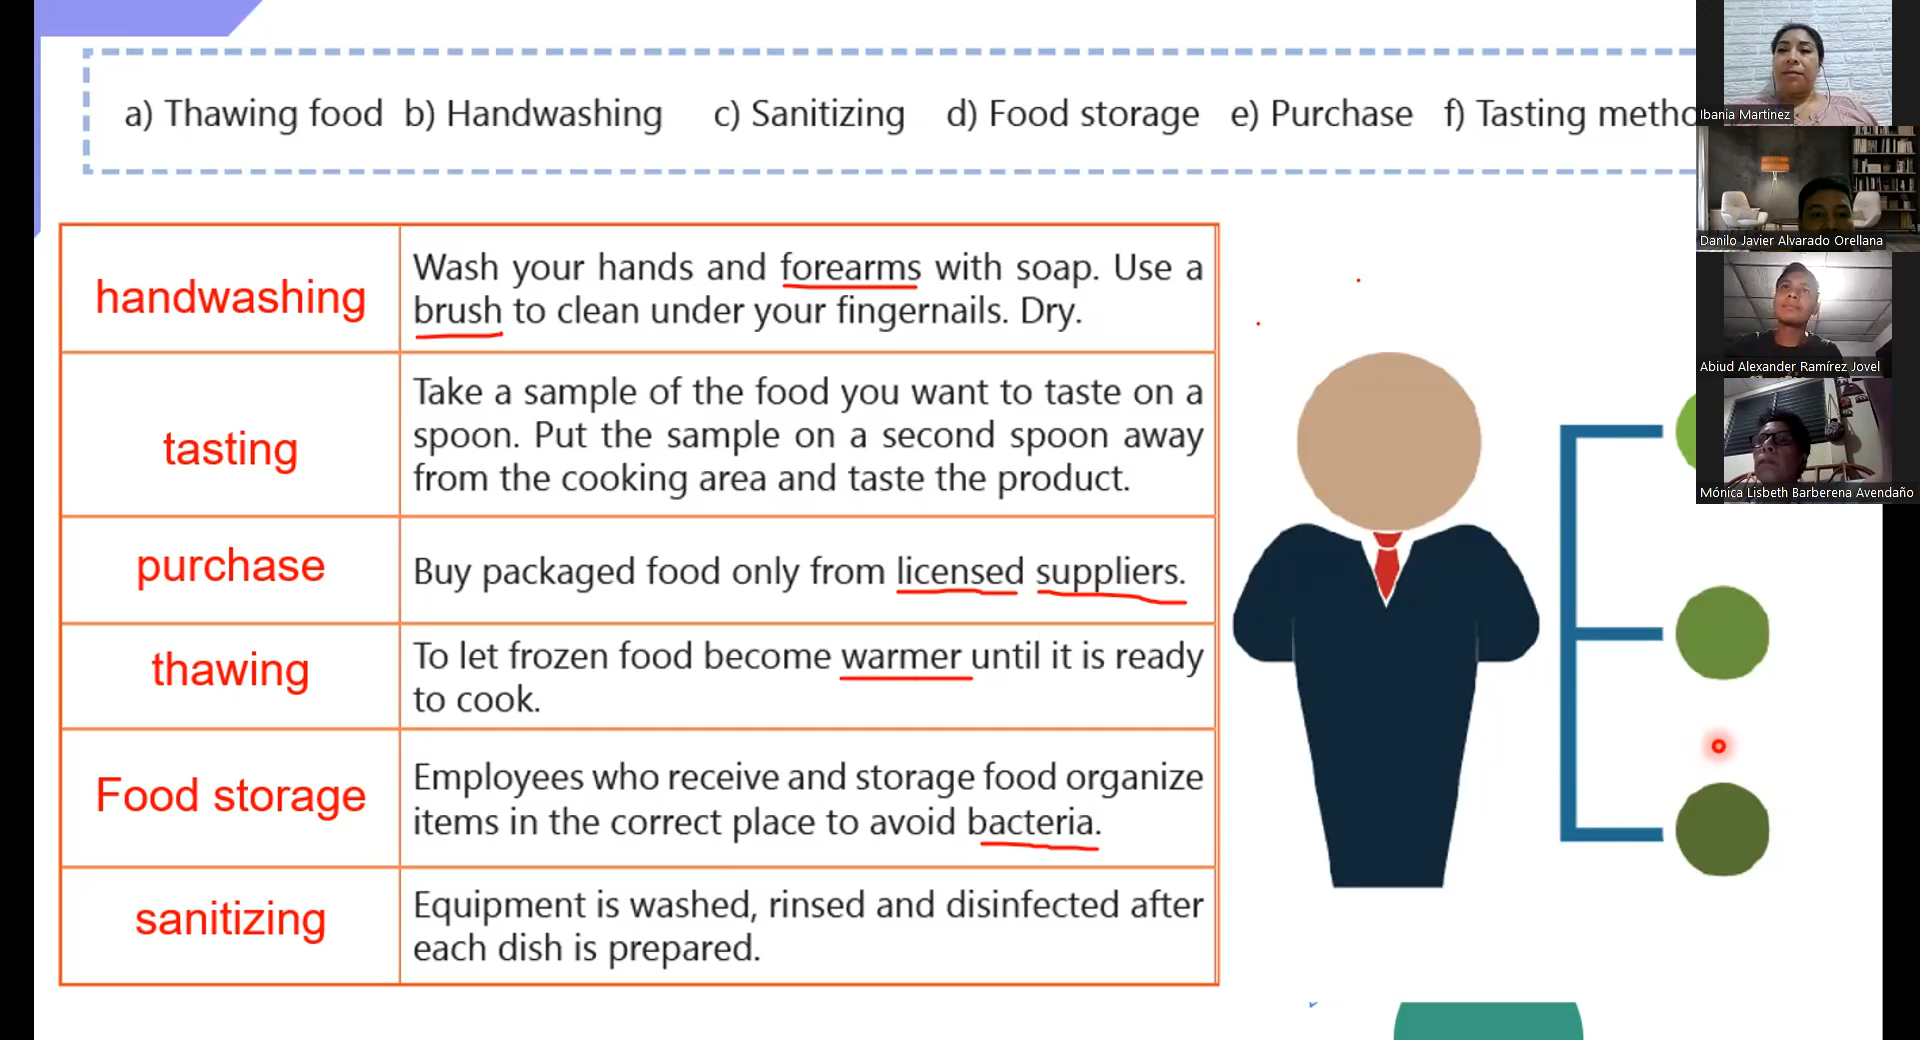 a) Thawing food b) Handwashing c) Sanitizing d) Food storage e) Purchase f) Tasting metho
Ibania Martinez
Danilo Javier Alvarado Orellana
Abiud Alexander Ramírez Jovel
Mónica Lisbeth Barberena Avendaño
handwashing
Wash your hands and forearms with soap. Use a
brush to clean under your fingernails. Dry.
tasting
Take a sample of the food you want to taste on a
spoon. Put the sample on a second spoon away
from the cooking area and taste the product.
purchase
Buy packaged food only from licensed suppliers.
thawing
To let frozen food become warmer until it is ready
to cook.
Food storage
Employees who receive and storage food organize
items in the correct place to avoid bacteria.
sanitizing
Equipment is washed, rinsed and disinfected after
each dish is prepared.